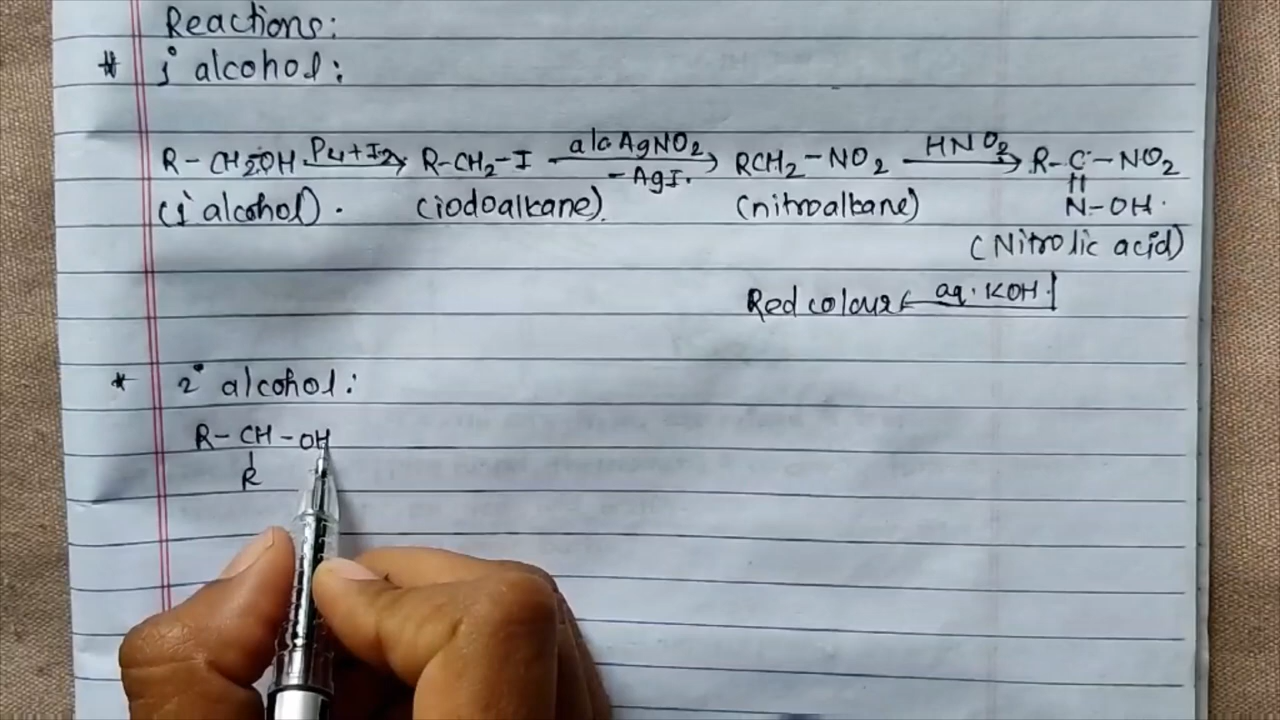 Reactions:
* 1° alcohol:
R-CH2OH P4+I2 → R-CH2-I alc AgNO2 → RCH2-NO2 HNO2 → R-C-NO2
-AgI.
(1° alcohol). (iodoalkane). (nitroalkane) N-OH.
(Nitrolic acid)
Red colour ← aq. KOH
* 2° alcohol:
R-CH-OH
R